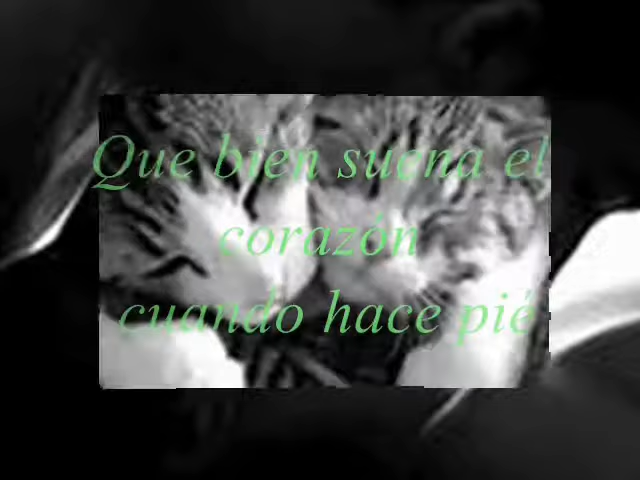 Que bien suena el
corazón
cuando hace pié